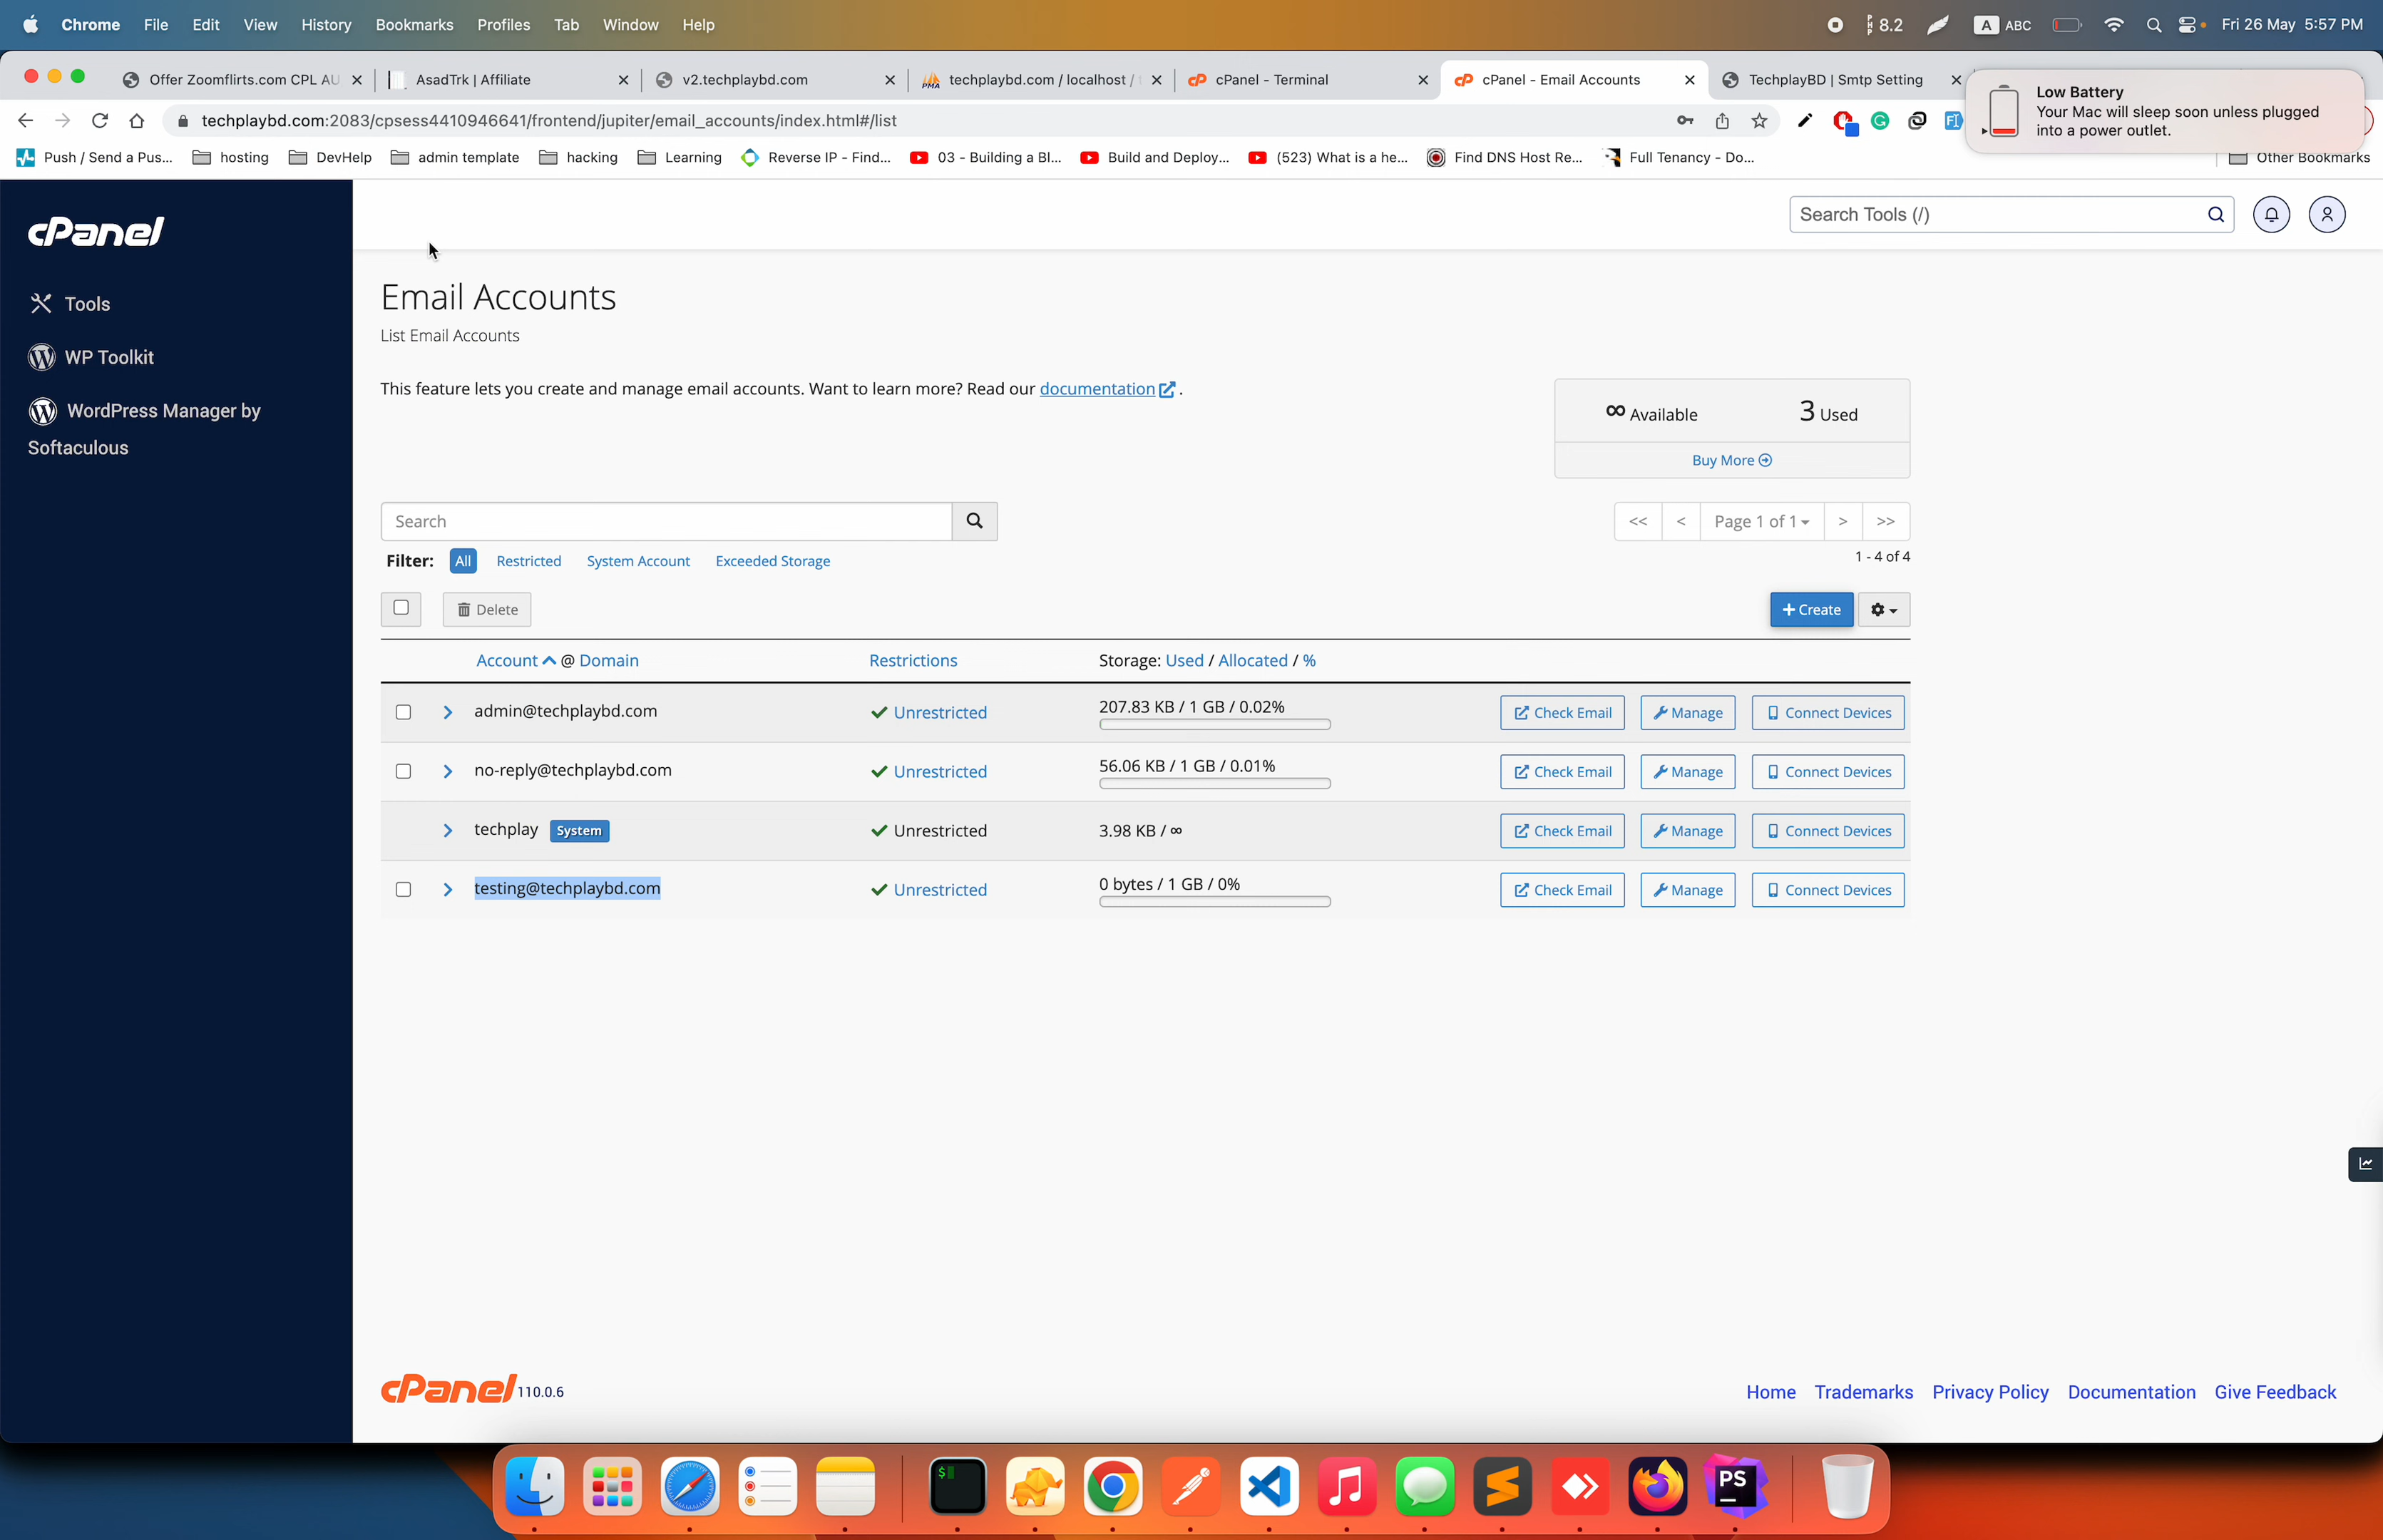 Chrome File Edit View History Bookmarks Profiles Tab Window Help
PHP 8.2 A ABC Fri 26 May 5:57 PM
Offer Zoomflirts.com CPL AU
AsadTrk | Affiliate
v2.techplaybd.com
PMA techplaybd.com / localhost /
cP cPanel - Terminal
cP cPanel - Email Accounts
TechplayBD | Smtp Setting
Low Battery
Your Mac will sleep soon unless plugged
into a power outlet.
techplaybd.com:2083/cpsess4410946641/frontend/jupiter/email_accounts/index.html#/list
Push / Send a Pus... hosting DevHelp admin template hacking Learning Reverse IP - Find... 03 - Building a Bl... Build and Deploy... (523) What is a he... Find DNS Host Re... Full Tenancy - Do... Other Bookmarks
cPanel
Search Tools (/)
Tools
WP Toolkit
WordPress Manager by
Softaculous
Email Accounts
List Email Accounts
This feature lets you create and manage email accounts. Want to learn more? Read our documentation .
∞ Available 3 Used
Buy More
Search
<< < Page 1 of 1 > >>
Filter: All Restricted System Account Exceeded Storage
1 - 4 of 4
Delete
+ Create
Account @ Domain Restrictions Storage: Used / Allocated / %
admin@techplaybd.com Unrestricted 207.83 KB / 1 GB / 0.02% Check Email Manage Connect Devices
no-reply@techplaybd.com Unrestricted 56.06 KB / 1 GB / 0.01% Check Email Manage Connect Devices
techplay System Unrestricted 3.98 KB / ∞ Check Email Manage Connect Devices
testing@techplaybd.com Unrestricted 0 bytes / 1 GB / 0% Check Email Manage Connect Devices
cPanel 110.0.6
Home Trademarks Privacy Policy Documentation Give Feedback
$
PS